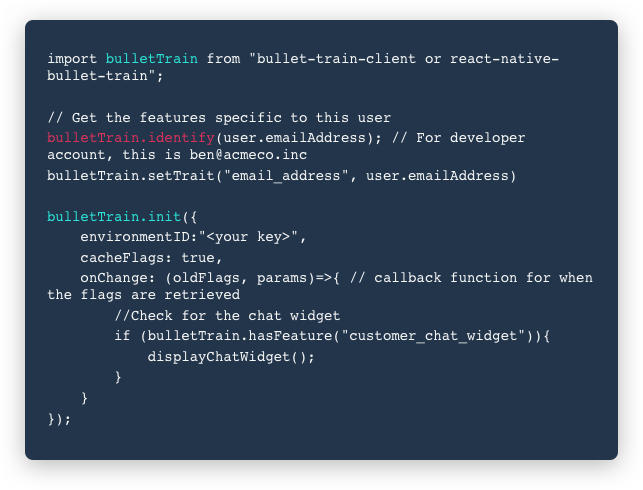 import bulletTrain from "bullet-train-client or react-native-
bullet-train";
// Get the features specific to this user
bulletTrain.identify(user.emailAddress); // For developer
account, this is ben@acmeco.inc
bulletTrain.setTrait("email_address", user.emailAddress)
bulletTrain.init({
    environmentID:"<your key>",
    cacheFlags: true,
    onChange: (oldFlags, params)=>{ // callback function for when
the flags are retrieved
        //Check for the chat widget
        if (bulletTrain.hasFeature("customer_chat_widget")){
            displayChatWidget();
        }
    }
});